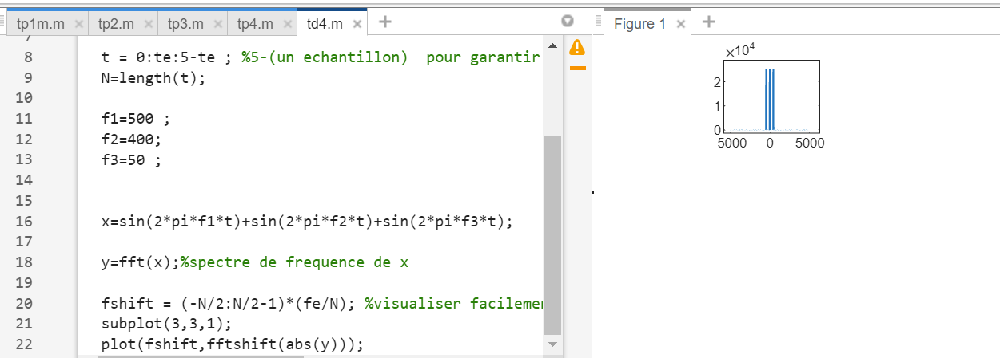 tp1m.m × tp2.m × tp3.m × tp4.m × td4.m × +
7
8 t = 0:te:5-te ; %5-(un echantillon)  pour garantir
9 N=length(t);
10
11 f1=500 ;
12 f2=400;
13 f3=50 ;
14
15
16 x=sin(2*pi*f1*t)+sin(2*pi*f2*t)+sin(2*pi*f3*t);
17
18 y=fft(x);%spectre de frequence de x
19
20 fshift = (-N/2:N/2-1)*(fe/N); %visualiser facilemen
21 subplot(3,3,1);
22 plot(fshift,fftshift(abs(y)));
Figure 1 × +
×10⁴
2
1
0
-5000 0 5000